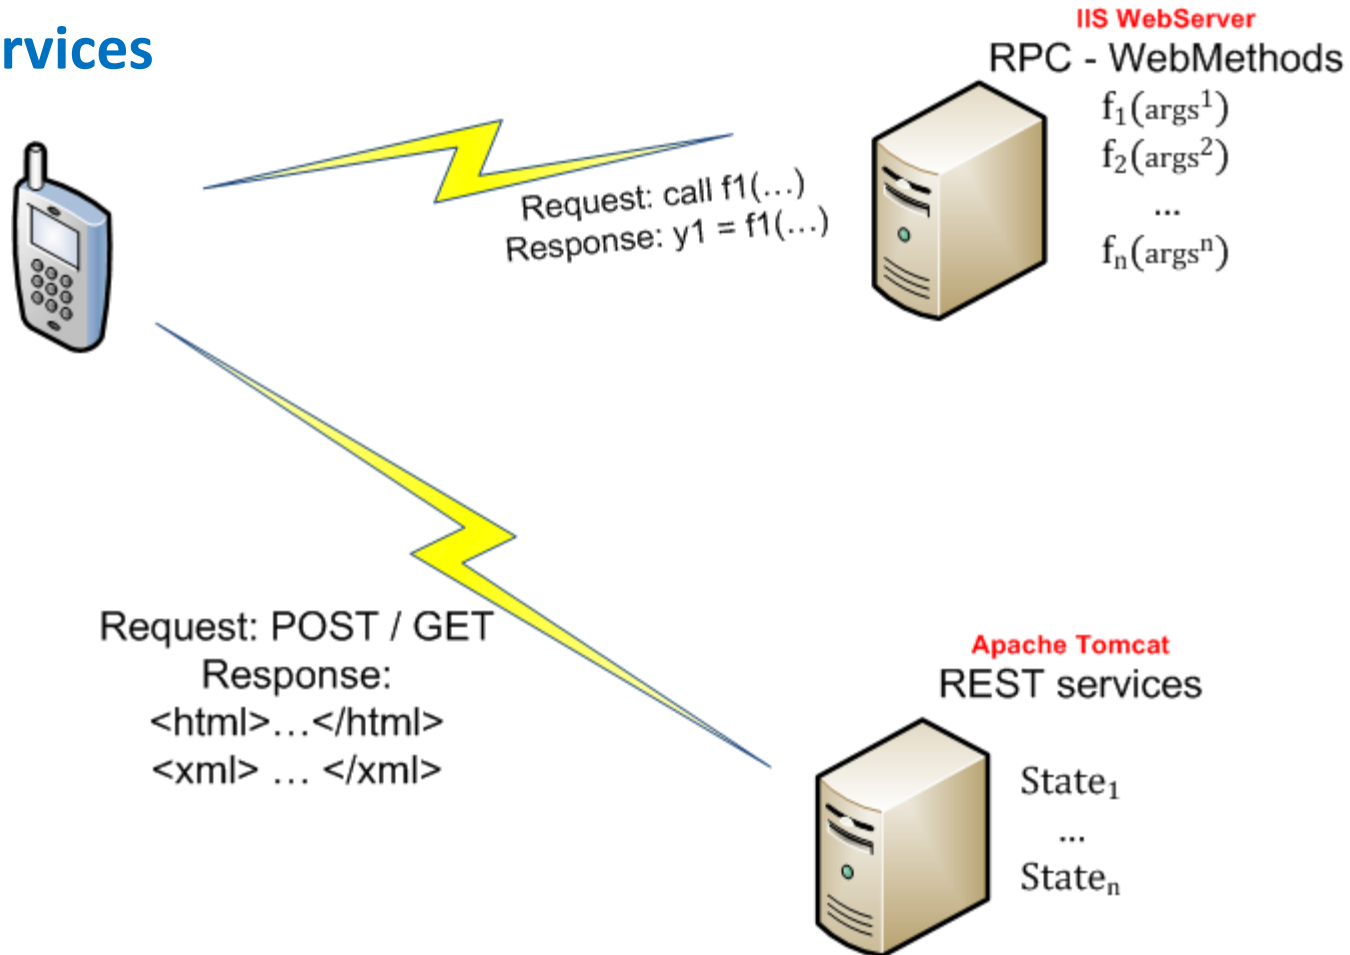 rvices
IIS WebServer
RPC - WebMethods
f₁(args¹)
f₂(args²)
...
fₙ(argsⁿ)
Request: call f1(…)
Response: y1 = f1(…)
Request: POST / GET
Response:
<html>…</html>
<xml> … </xml>
Apache Tomcat
REST services
State₁
...
Stateₙ